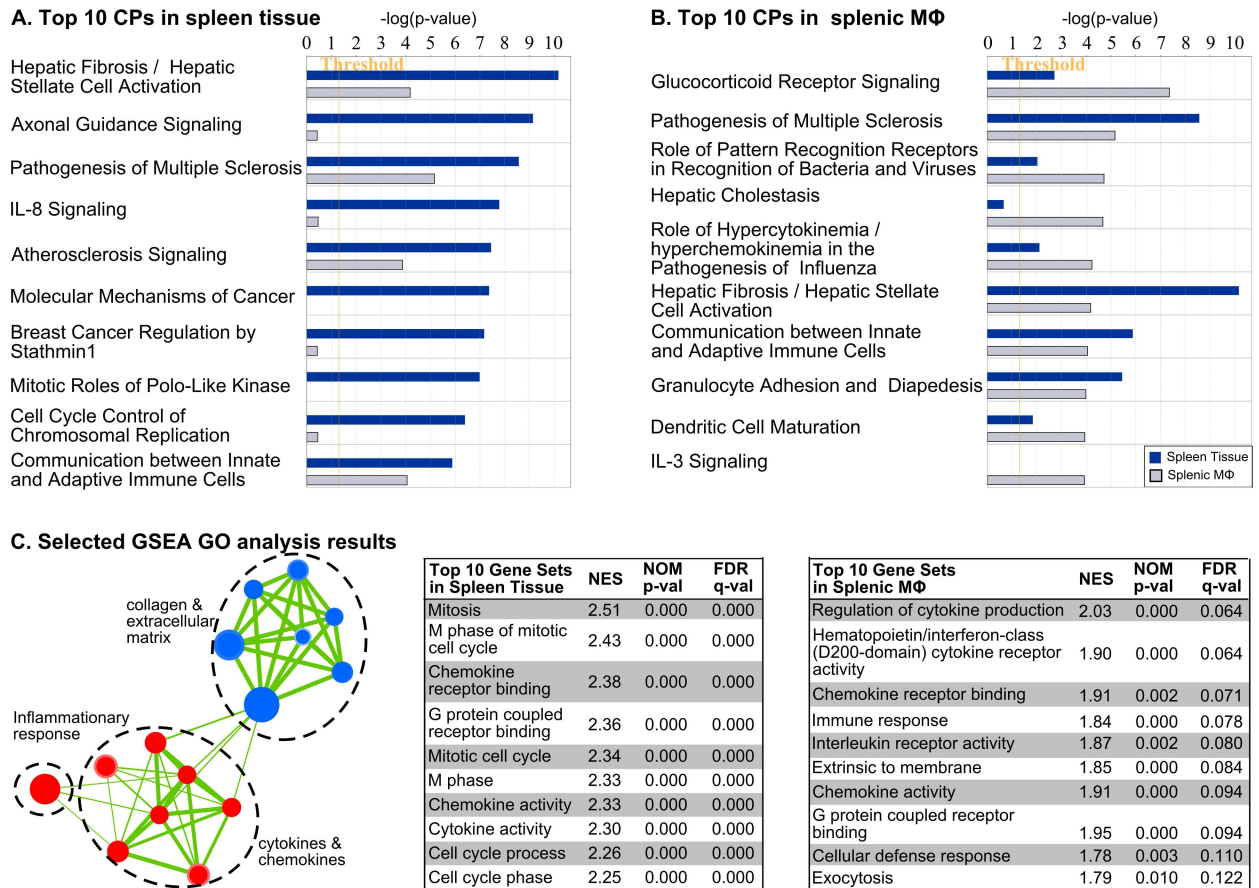 A. Top 10 CPs in spleen tissue
-log(p-value)
0 1 2 3 4 5 6 7 8 9 10
Threshold
Hepatic Fibrosis / Hepatic
Stellate Cell Activation
Axonal Guidance Signaling
Pathogenesis of Multiple Sclerosis
IL-8 Signaling
Atherosclerosis Signaling
Molecular Mechanisms of Cancer
Breast Cancer Regulation by
Stathmin1
Mitotic Roles of Polo-Like Kinase
Cell Cycle Control of
Chromosomal Replication
Communication between Innate
and Adaptive Immune Cells
B. Top 10 CPs in splenic MΦ
-log(p-value)
0 1 2 3 4 5 6 7 8 9 10
Threshold
Glucocorticoid Receptor Signaling
Pathogenesis of Multiple Sclerosis
Role of Pattern Recognition Receptors
in Recognition of Bacteria and Viruses
Hepatic Cholestasis
Role of Hypercytokinemia /
hyperchemokinemia in the
Pathogenesis of Influenza
Hepatic Fibrosis / Hepatic Stellate
Cell Activation
Communication between Innate
and Adaptive Immune Cells
Granulocyte Adhesion and Diapedesis
Dendritic Cell Maturation
IL-3 Signaling
Spleen Tissue
Splenic MΦ
C. Selected GSEA GO analysis results
collagen &
extracellular
matrix
Inflammationary
response
cytokines &
chemokines
Top 10 Gene Sets
in Spleen Tissue NES NOM p-val FDR q-val
Mitosis 2.51 0.000 0.000
M phase of mitotic
cell cycle 2.43 0.000 0.000
Chemokine
receptor binding 2.38 0.000 0.000
G protein coupled
receptor binding 2.36 0.000 0.000
Mitotic cell cycle 2.34 0.000 0.000
M phase 2.33 0.000 0.000
Chemokine activity 2.33 0.000 0.000
Cytokine activity 2.30 0.000 0.000
Cell cycle process 2.26 0.000 0.000
Cell cycle phase 2.25 0.000 0.000
Top 10 Gene Sets
in Splenic MΦ NES NOM p-val FDR q-val
Regulation of cytokine production 2.03 0.000 0.064
Hematopoietin/interferon-class
(D200-domain) cytokine receptor
activity 1.90 0.000 0.064
Chemokine receptor binding 1.91 0.002 0.071
Immune response 1.84 0.000 0.078
Interleukin receptor activity 1.87 0.002 0.080
Extrinsic to membrane 1.85 0.000 0.084
Chemokine activity 1.91 0.000 0.094
G protein coupled receptor
binding 1.95 0.000 0.094
Cellular defense response 1.78 0.003 0.110
Exocytosis 1.79 0.010 0.122